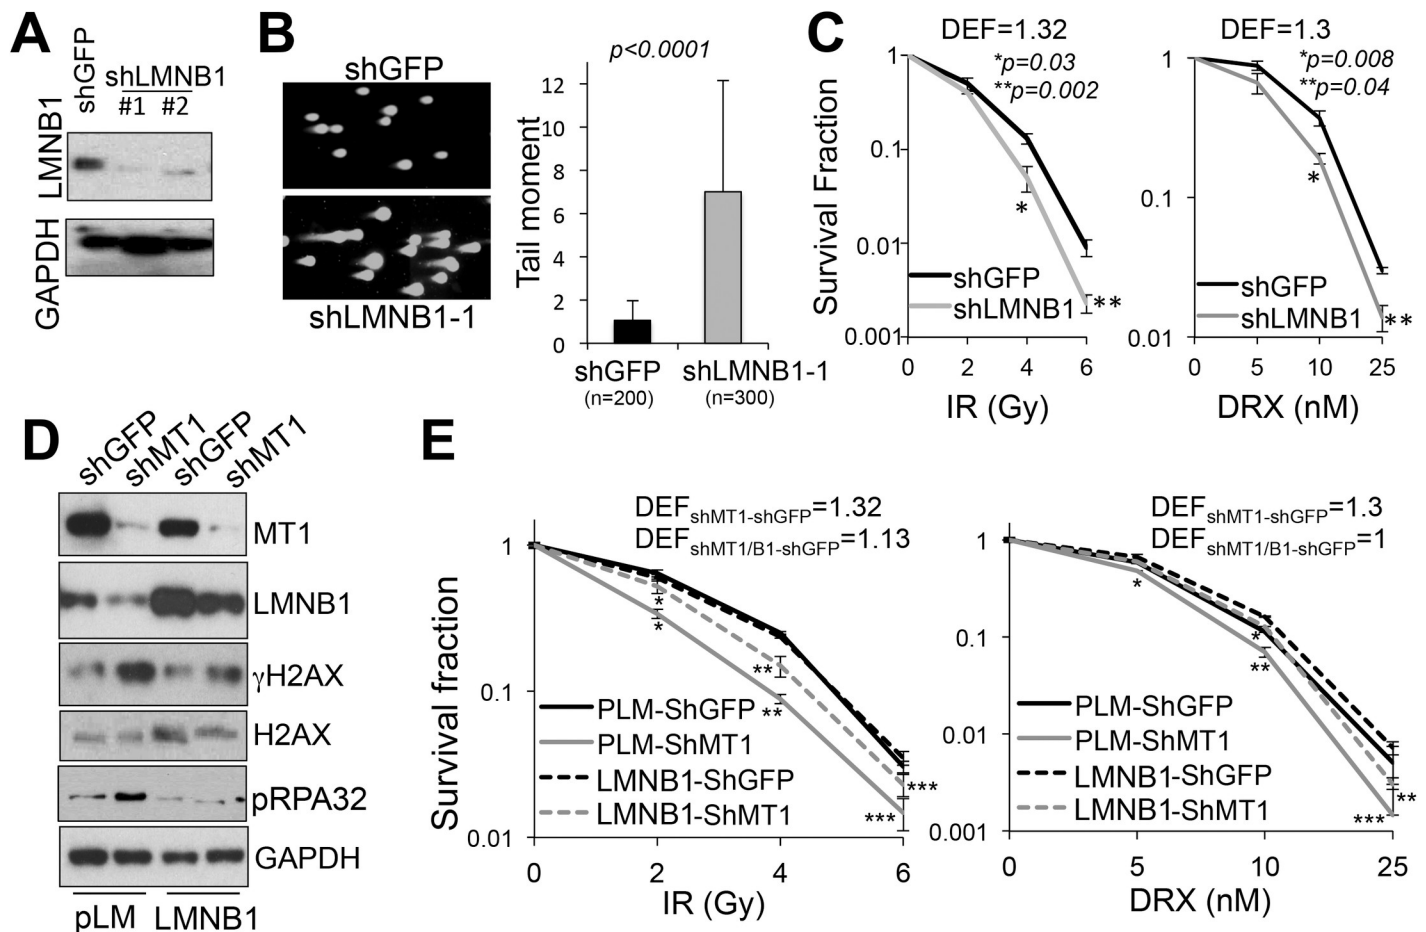 A
shGFP
shLMNB1
#1 #2
LMNB1
GAPDH
B
shGFP
shLMNB1-1
p<0.0001
Tail moment
12
10
8
6
4
2
0
shGFP
(n=200)
shLMNB1-1
(n=300)
C
DEF=1.32
*p=0.03
**p=0.002
Survival Fraction
1
0.1
0.01
0.001
*
**
shGFP
shLMNB1
0 2 4 6
IR (Gy)
DEF=1.3
*p=0.008
**p=0.04
1
0.1
0.01
*
**
shGFP
shLMNB1
0 5 10 25
DRX (nM)
D
shGFP
shMT1
shGFP
shMT1
MT1
LMNB1
γH2AX
H2AX
pRPA32
GAPDH
pLM LMNB1
E
DEFshMT1-shGFP=1.32
DEFshMT1/B1-shGFP=1.13
Survival fraction
1
0.1
0.01
*
*
**
**
***
***
PLM-ShGFP
PLM-ShMT1
LMNB1-ShGFP
LMNB1-ShMT1
0 2 4 6
IR (Gy)
DEFshMT1-shGFP=1.3
DEFshMT1/B1-shGFP=1
1
0.1
0.01
0.001
*
*
**
**
***
PLM-ShGFP
PLM-ShMT1
LMNB1-ShGFP
LMNB1-ShMT1
0 5 10 25
DRX (nM)